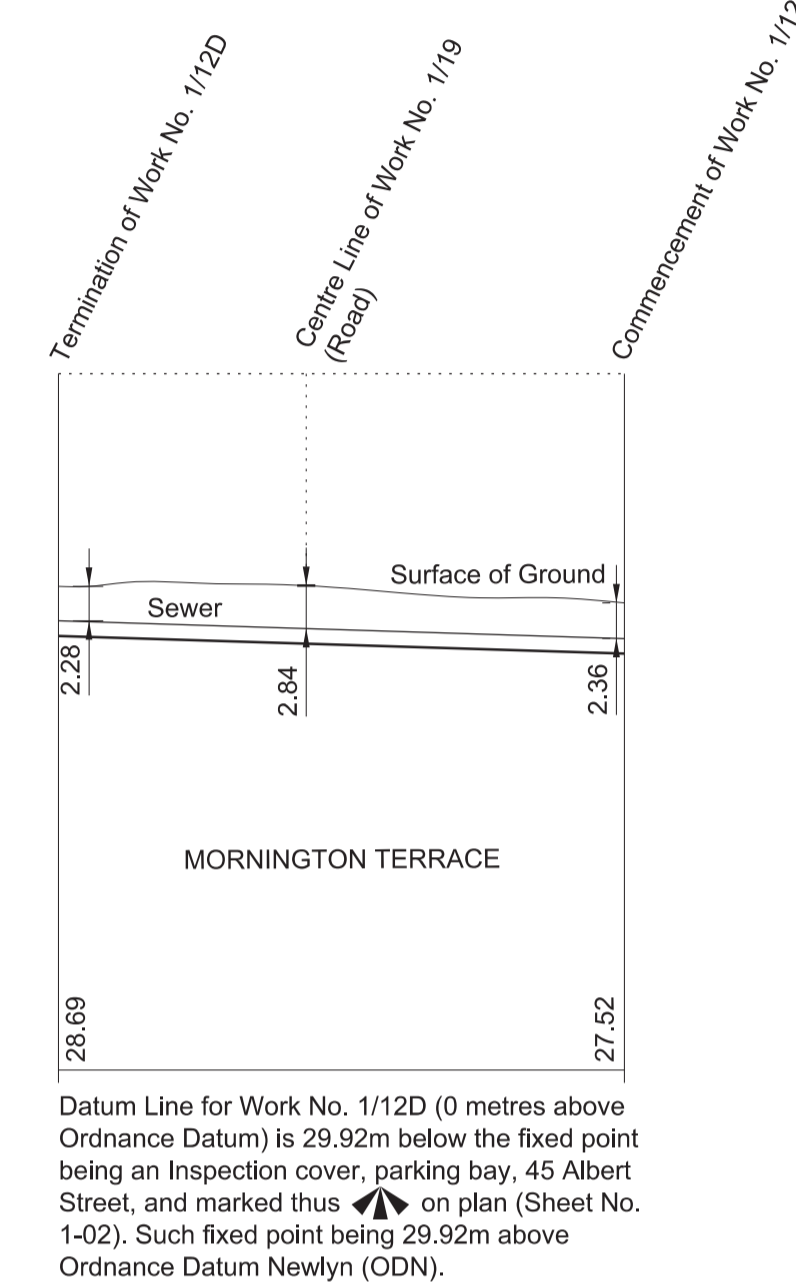 Termination of Work No. 1/12D
Centre Line of Work No. 1/19
(Road)
Commencement of Work No.
Surface of Ground
Sewer
2.28
2.84
2.36
MORNINGTON TERRACE
28.69
27.52
Datum Line for Work No. 1/12D (0 metres above
Ordnance Datum) is 29.92m below the fixed point
being an Inspection cover, parking bay, 45 Albert
Street, and marked thus on plan (Sheet No.
1-02). Such fixed point being 29.92m above
Ordnance Datum Newlyn (ODN).